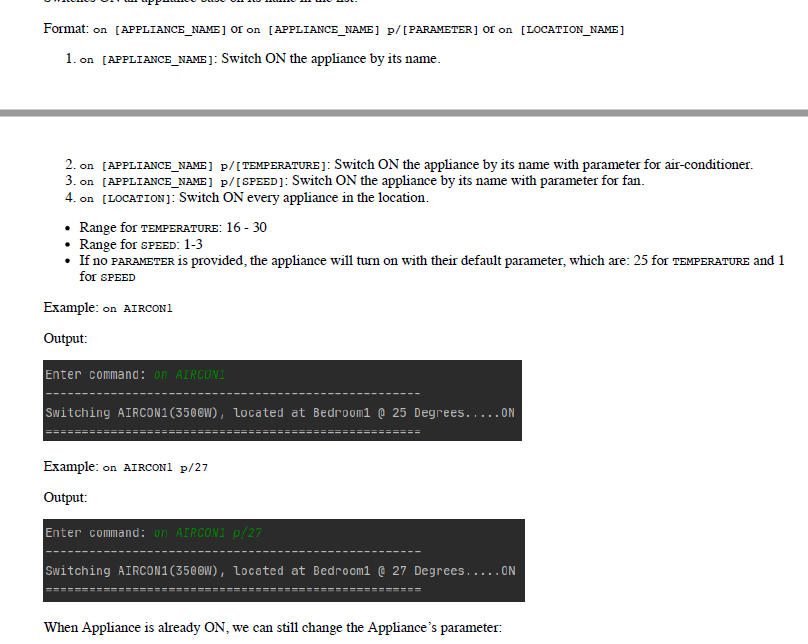 Format: on [APPLIANCE_NAME] or on [APPLIANCE_NAME] p/[PARAMETER] or on [LOCATION_NAME]
1. on [APPLIANCE_NAME]: Switch ON the appliance by its name.
2. on [APPLIANCE_NAME] p/[TEMPERATURE]: Switch ON the appliance by its name with parameter for air-conditioner.
3. on [APPLIANCE_NAME] p/[SPEED]: Switch ON the appliance by its name with parameter for fan.
4. on [LOCATION]: Switch ON every appliance in the location.
• Range for TEMPERATURE: 16 - 30
• Range for SPEED: 1-3
• If no PARAMETER is provided, the appliance will turn on with their default parameter, which are: 25 for TEMPERATURE and 1
for SPEED
Example: on AIRCON1
Output:
Enter command: on AIRCON1
----------------------------------------------------
Switching AIRCON1(3500W), located at Bedroom1 @ 25 Degrees.....ON
====================================================
Example: on AIRCON1 p/27
Output:
Enter command: on AIRCON1 p/27
----------------------------------------------------
Switching AIRCON1(3500W), located at Bedroom1 @ 27 Degrees.....ON
====================================================
When Appliance is already ON, we can still change the Appliance's parameter: